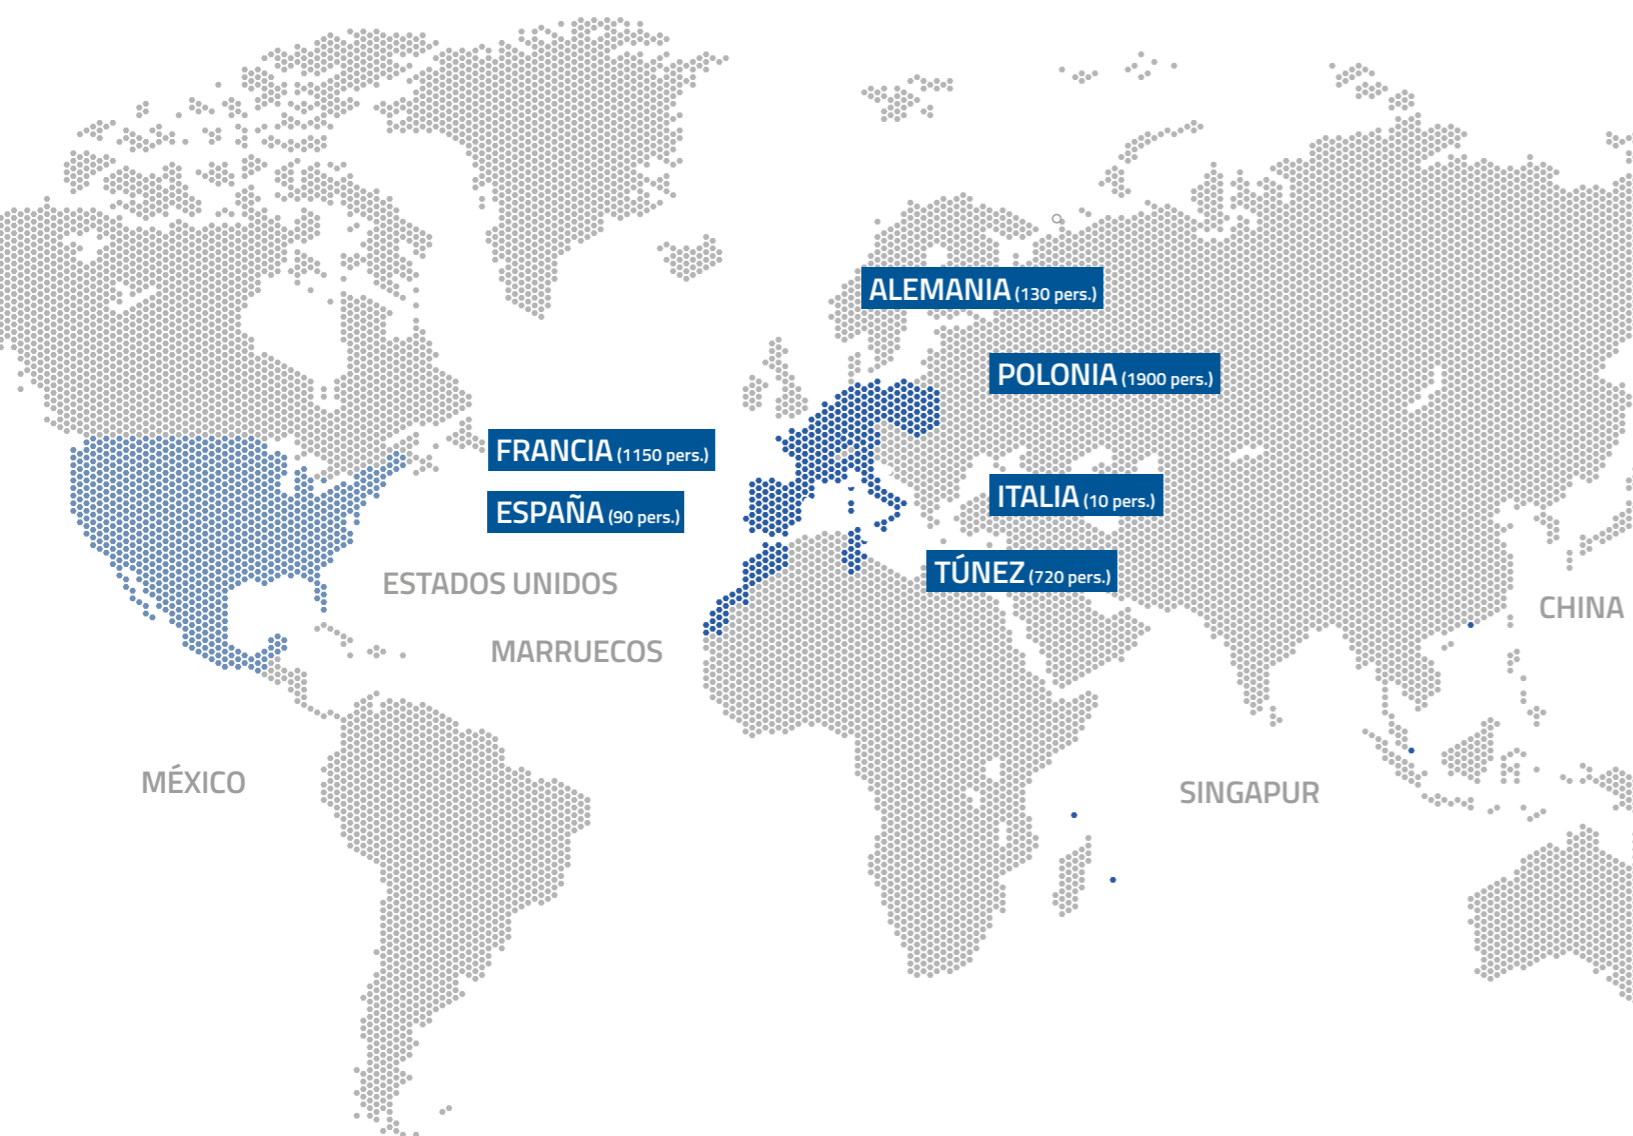 ALEMANIA (130 pers.)
POLONIA (1900 pers.)
FRANCIA (1150 pers.)
ITALIA (10 pers.)
ESPAÑA (90 pers.)
TÚNEZ (720 pers.)
ESTADOS UNIDOS
CHINA
MARRUECOS
MÉXICO
SINGAPUR